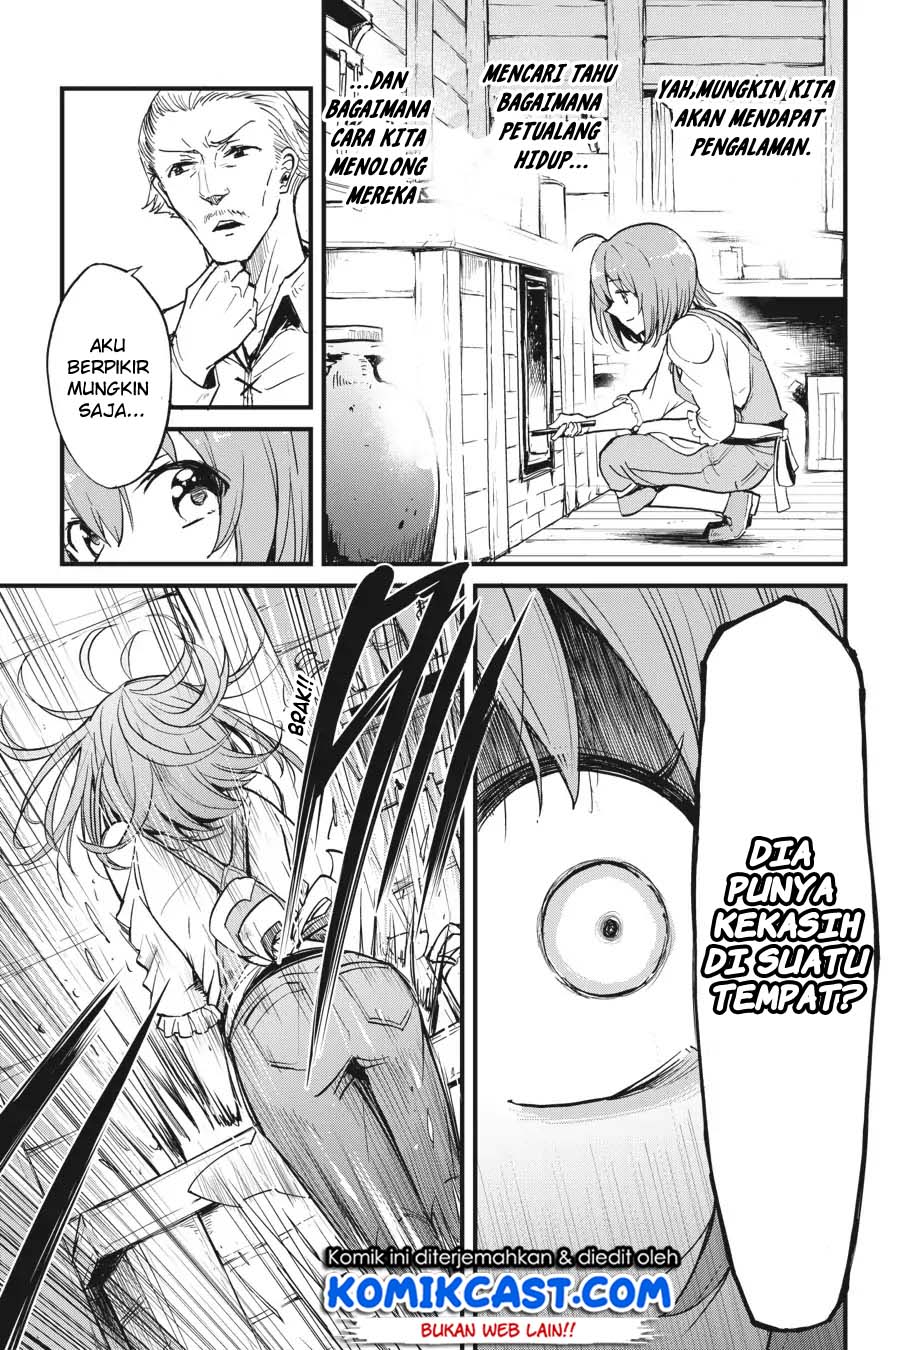 YAH,MUNGKIN KITA
AKAN MENDAPAT
PENGALAMAN.
MENCARI TAHU
BAGAIMANA
PETUALANG
HIDUP...
...DAN
BAGAIMANA
CARA KITA
MENOLONG
MEREKA
AKU
BERPIKIR
MUNGKIN
SAJA...
DIA
PUNYA
KEKASIH
DI SUATU
TEMPAT?
BRAK!!
Komik ini diterjemahkan & diedit oleh
KOMIKCAST.COM
BUKAN WEB LAIN!!